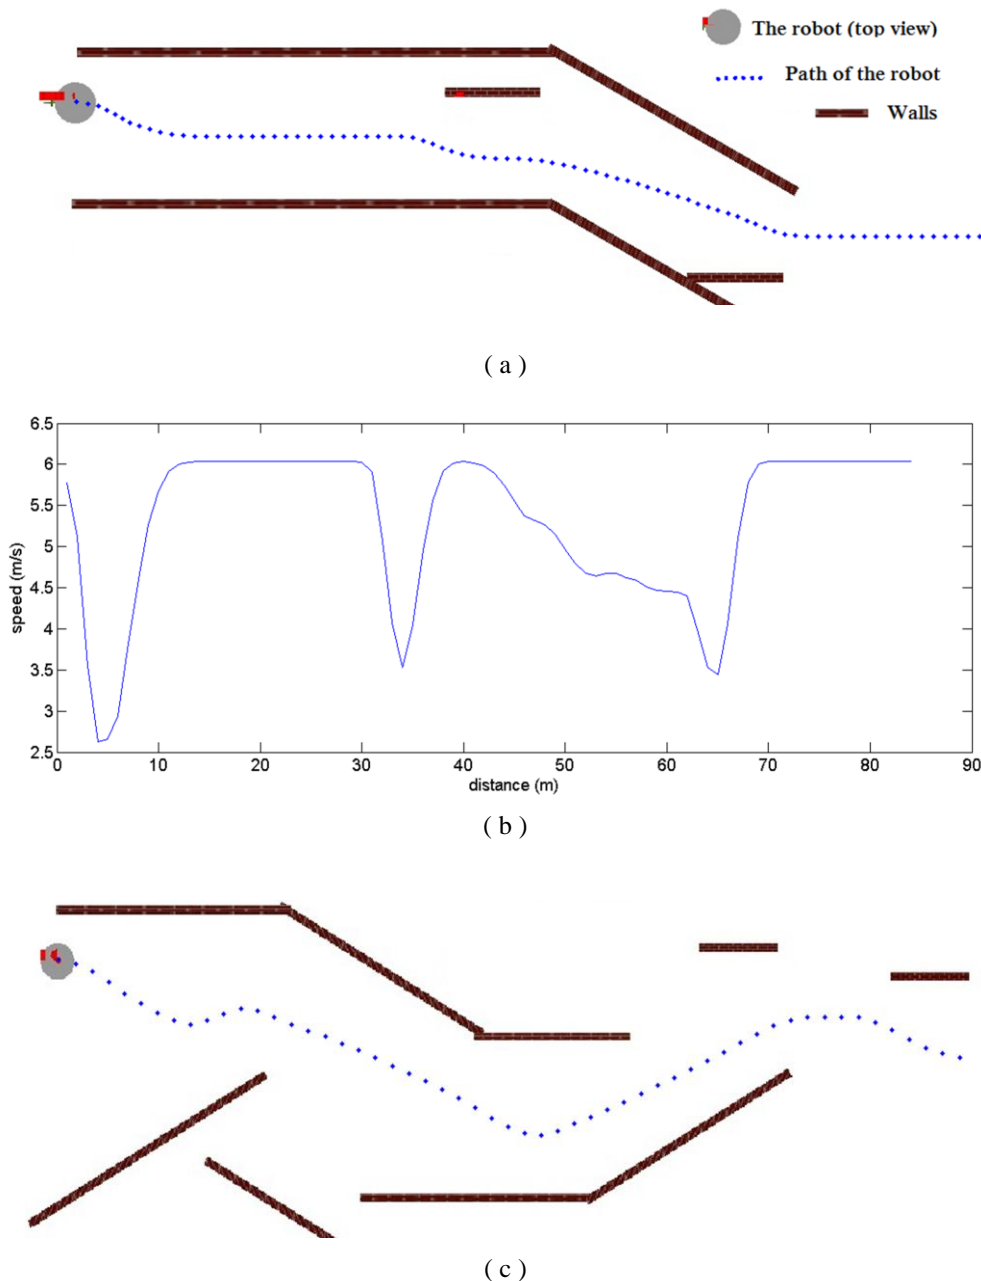 The robot (top view)
Path of the robot
Walls
( a )
6.5
6
5.5
5
4.5
4
3.5
3
2.5
speed (m/s)
0 10 20 30 40 50 60 70 80 90
distance (m)
( b )
( c )